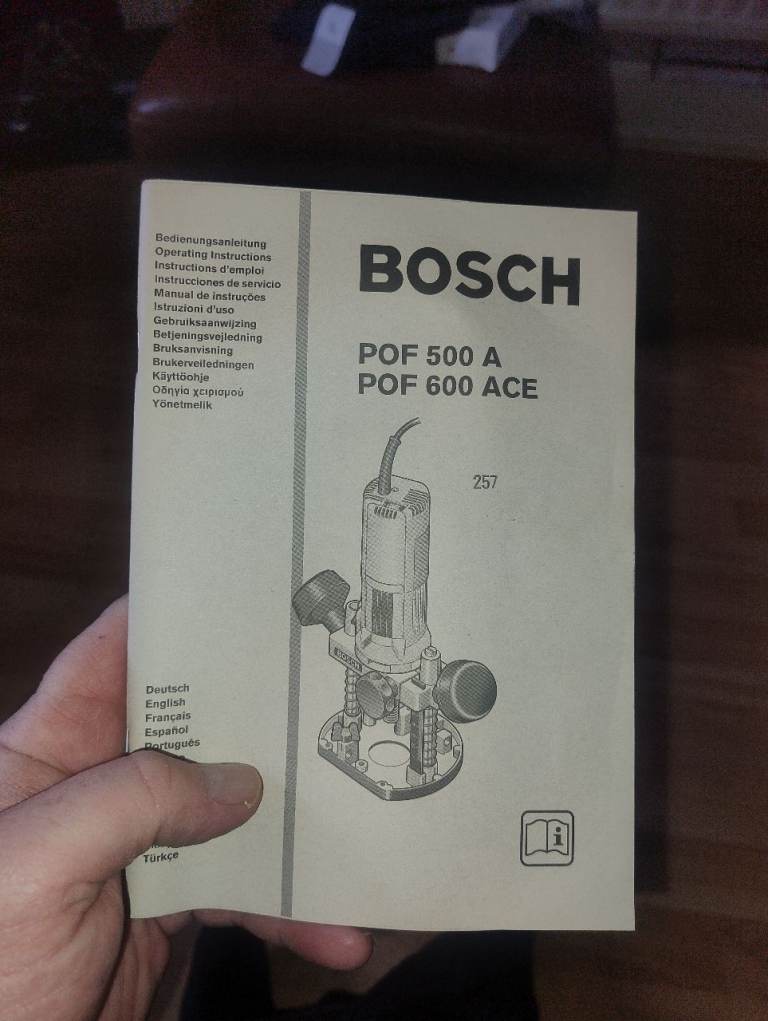 Bedienungsanleitung
Operating Instructions
Instructions d'emploi
Instrucciones de servicio
Manual de instruções
Istruzioni d'uso
Gebruiksaanwijzing
Betjeningsvejledning
Bruksanvisning
Brukerveiledningen
Käyttöohje
Οδηγία χειρισμού
Yönetmelik
BOSCH
POF 500 A
POF 600 ACE
257
BOSCH
Deutsch
English
Français
Español
Português
Türkçe
i